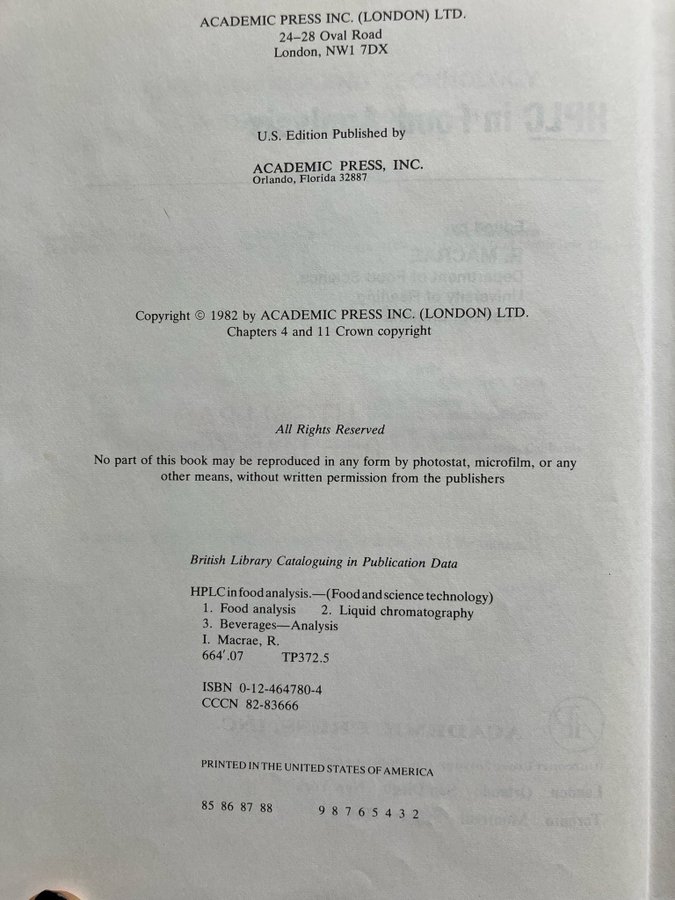 ACADEMIC PRESS INC. (LONDON) LTD.
24–28 Oval Road
London, NW1 7DX
U.S. Edition Published by
ACADEMIC PRESS, INC.
Orlando, Florida 32887
Copyright © 1982 by ACADEMIC PRESS INC. (LONDON) LTD.
Chapters 4 and 11 Crown copyright
All Rights Reserved
No part of this book may be reproduced in any form by photostat, microfilm, or any
other means, without written permission from the publishers
British Library Cataloguing in Publication Data
HPLC in food analysis.—(Food and science technology)
1. Food analysis 2. Liquid chromatography
3. Beverages—Analysis
I. Macrae, R.
664'.07 TP372.5
ISBN 0-12-464780-4
CCCN 82-83666
PRINTED IN THE UNITED STATES OF AMERICA
85 86 87 88 9 8 7 6 5 4 3 2